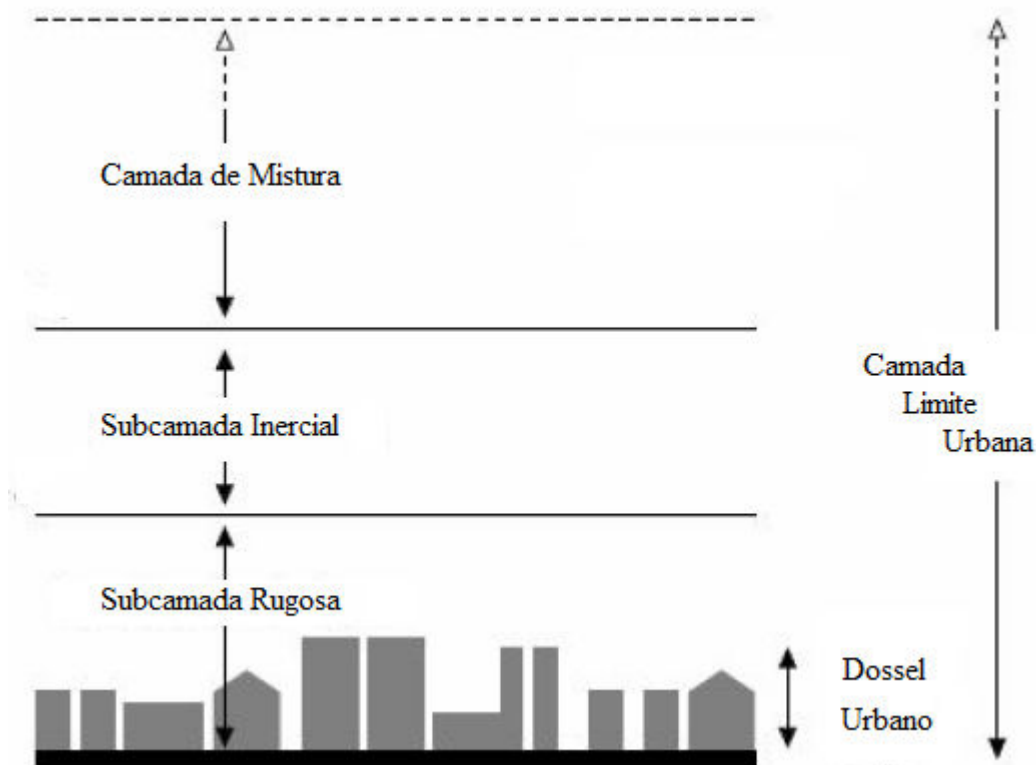 Camada de Mistura
Subcamada Inercial
Subcamada Rugosa
Camada
Limite
Urbana
Dossel
Urbano